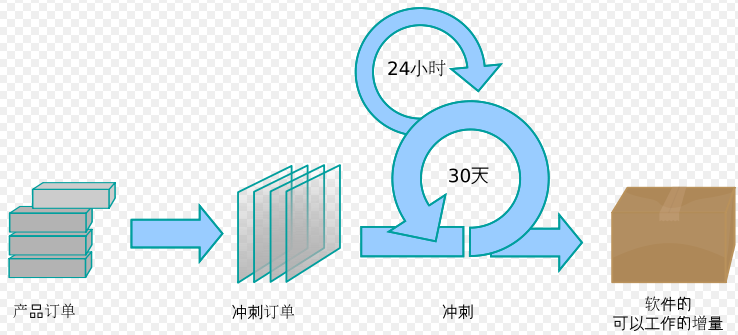 24小时
30天
产品订单
冲刺订单
冲刺
软件的
可以工作的增量